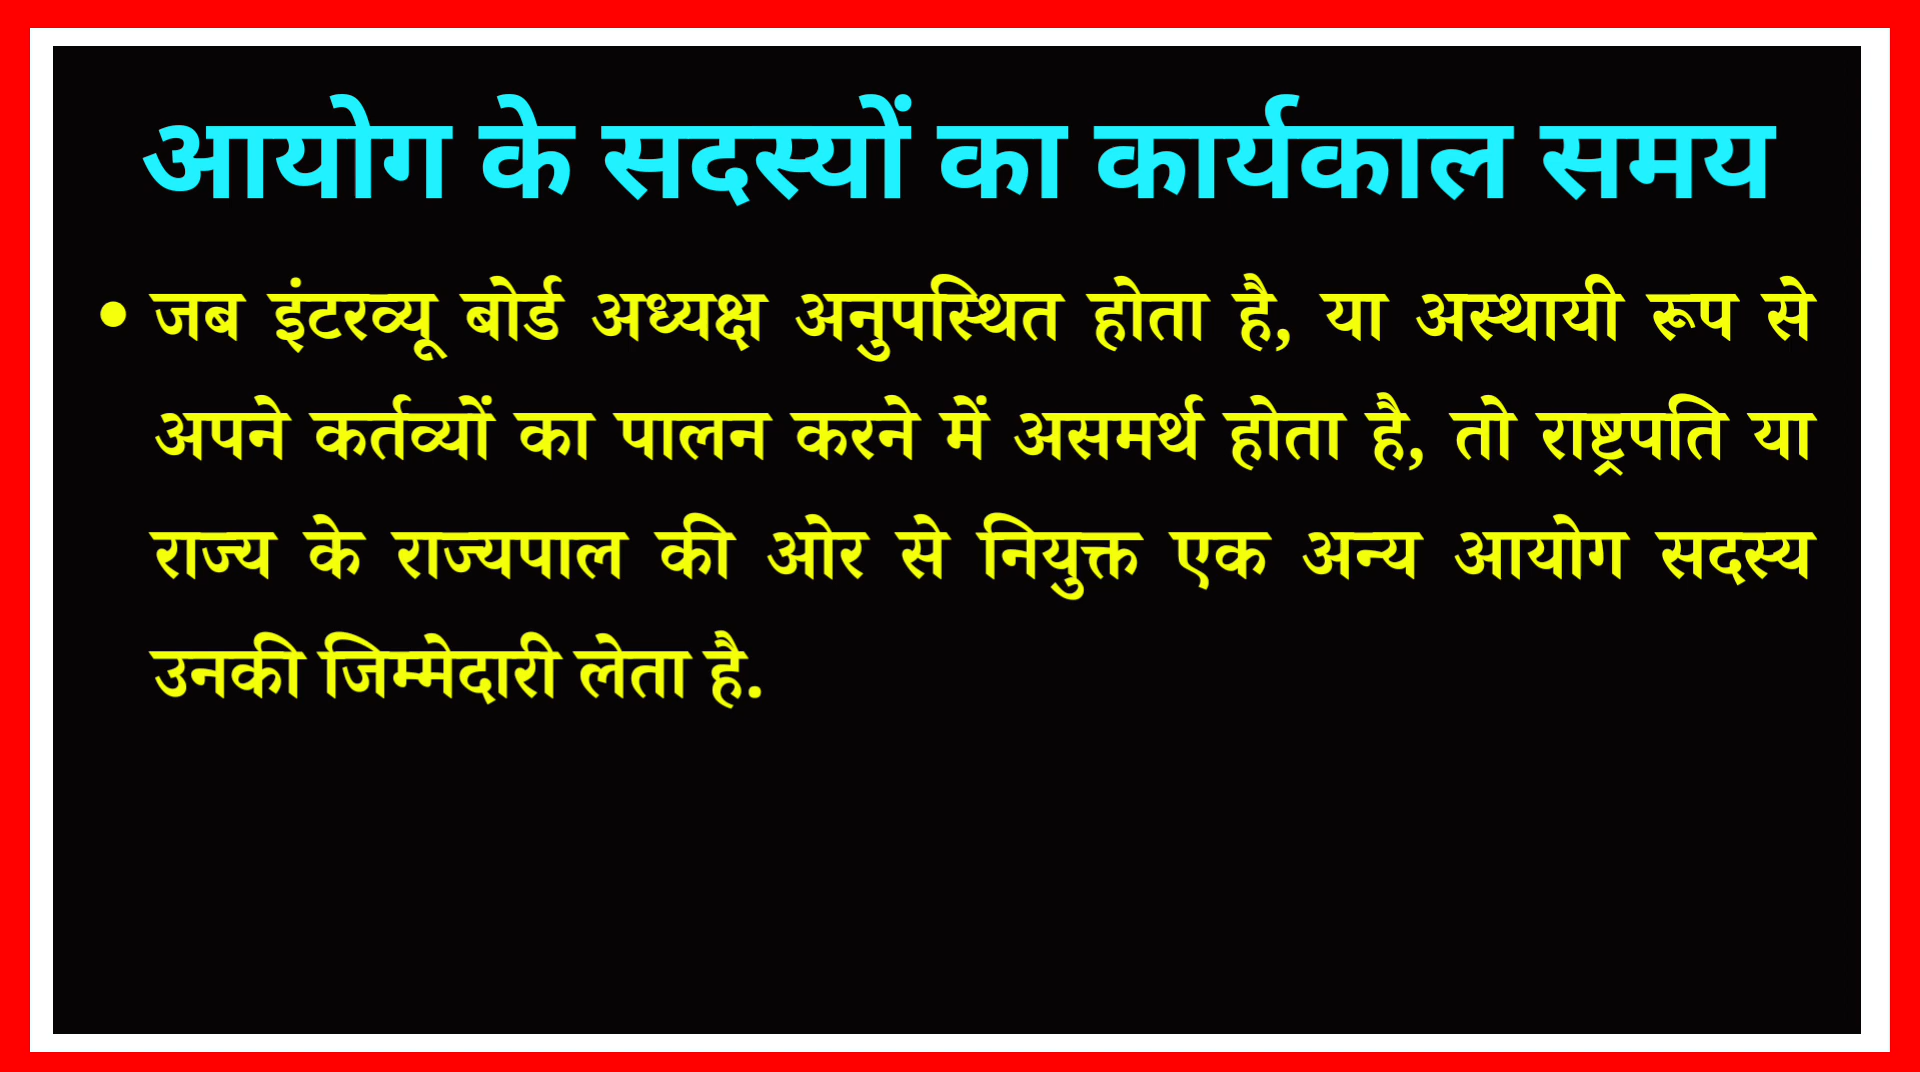 आयोग के सदस्यों का कार्यकाल समय
• जब इंटरव्यू बोर्ड अध्यक्ष अनुपस्थित होता है, या अस्थायी रूप से
अपने कर्तव्यों का पालन करने में असमर्थ होता है, तो राष्ट्रपति या
राज्य के राज्यपाल की ओर से नियुक्त एक अन्य आयोग सदस्य
उनकी जिम्मेदारी लेता है.